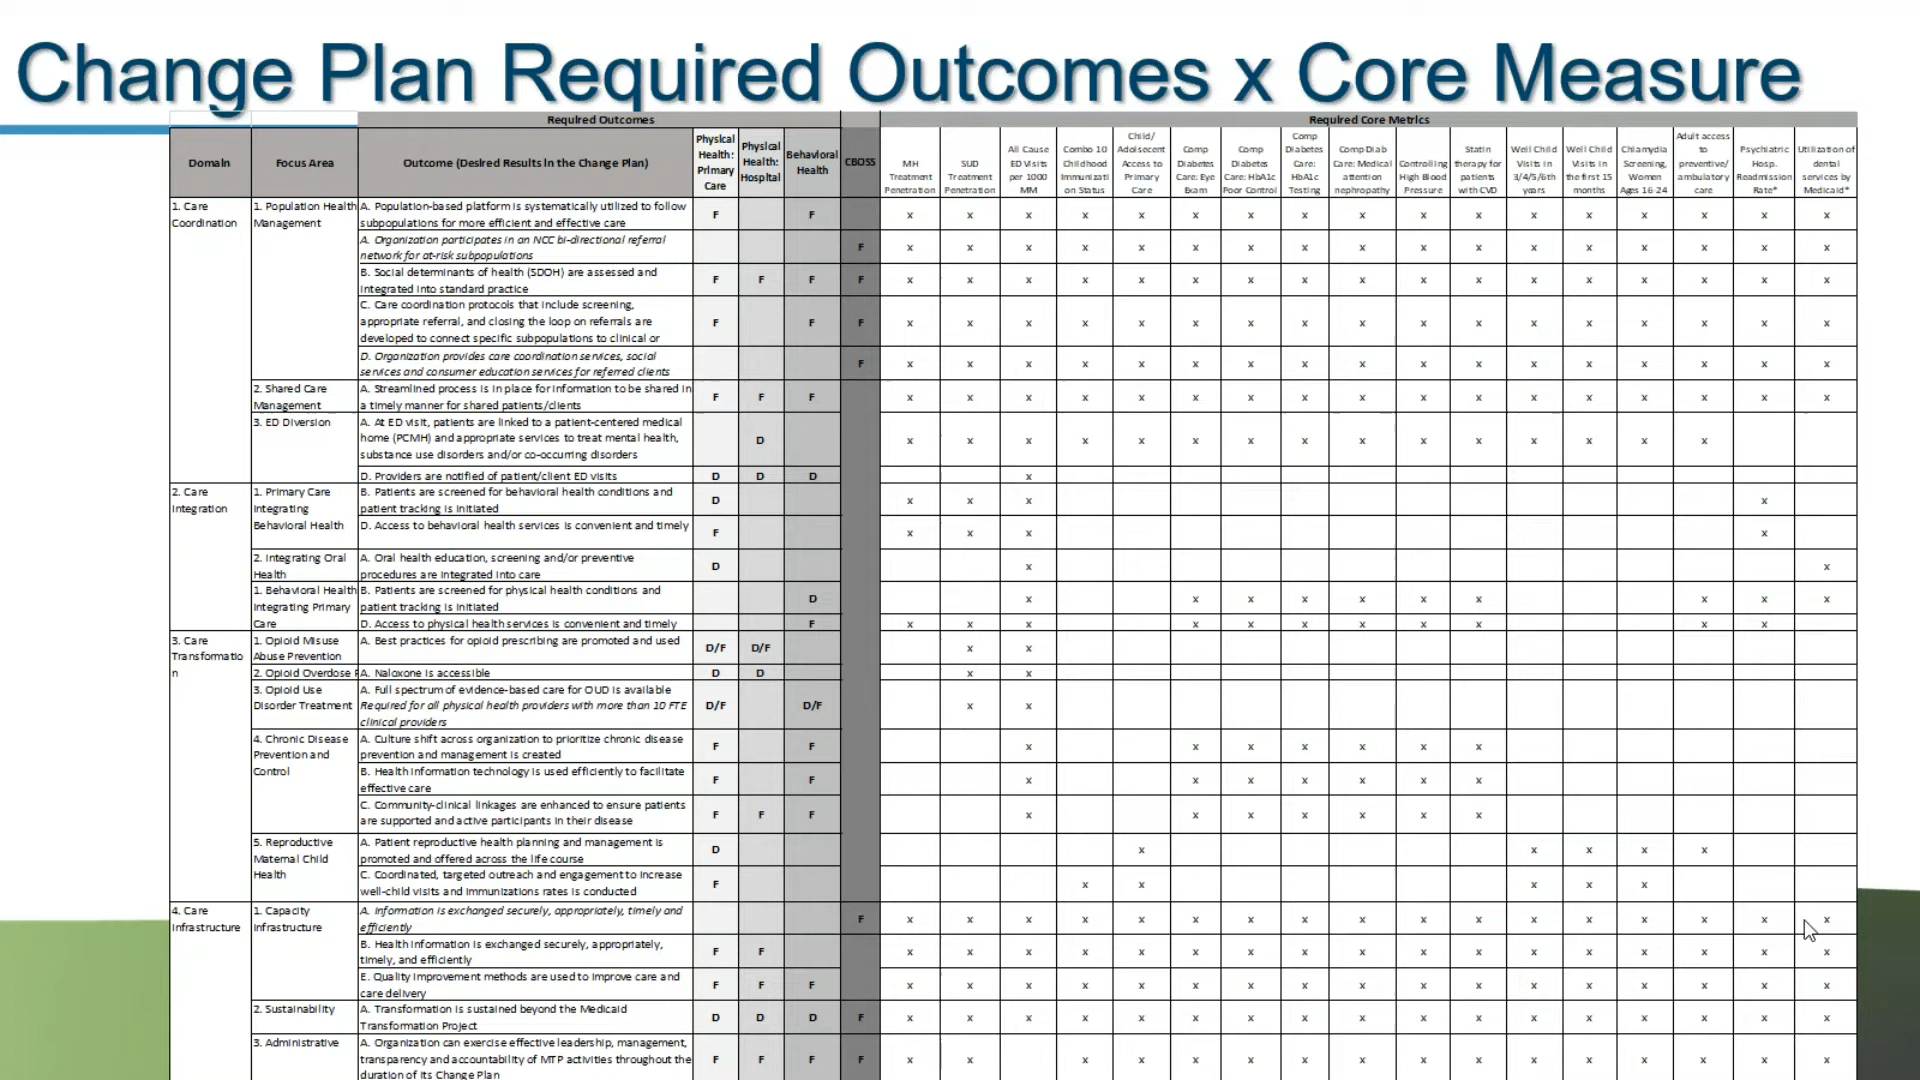 Change Plan Required Outcomes x Core Measure
Required Outcomes
Required Core Metrics
Domain
Focus Area
Outcome (Desired Results in the Change Plan)
Physical
Health:
Primary
Care
Physical
Health:
Hospital
Behavioral
Health
CBOSS
MH
Treatment
Penetration
SUD
Treatment
Penetration
All Cause
ED Visits
per 1000
MM
Combo 10
Childhood
Immunizati
on Status
Child/
Adolsecent
Access to
Primary
Care
Comp
Diabetes
Care: Eye
Exam
Comp
Diabetes
Care: HbA1c
Poor Control
Comp
Diabetes
Care:
HbA1c
Testing
Comp Diab
Care: Medical
attention
nephropathy
Controlling
High Blood
Pressure
Statin
therapy for
patients
with CVD
Well Child
Visits in
3/4/5/6th
years
Well Child
Visits in
the first 15
months
Chlamydia
Screening,
Women
Ages 16-24
Adult access
to
preventive/
ambulatory
care
Psychiatric
Hosp.
Readmission
Rate*
Utilization of
dental
services by
Medicaid*
1. Care
Coordination
1. Population Health
Management
A. Population-based platform is systematically utilized to follow
subpopulations for more efficient and effective care
F F x x x x x x x x x x x x x x x x x
A. Organization participates in an NCC bi-directional referral
network for at-risk subpopulations
F x x x x x x x x x x x x x x x x x
B. Social determinants of health (SDOH) are assessed and
integrated into standard practice
F F F F x x x x x x x x x x x x x x x x x
C. Care coordination protocols that include screening,
appropriate referral, and closing the loop on referrals are
developed to connect specific subpopulations to clinical or
F F F x x x x x x x x x x x x x x x x x
D. Organization provides care coordination services, social
services and consumer education services for referred clients
F x x x x x x x x x x x x x x x x x
2. Shared Care
Management
A. Streamlined process is in place for information to be shared in
a timely manner for shared patients/clients
F F F x x x x x x x x x x x x x x x x x
3. ED Diversion
A. At ED visit, patients are linked to a patient-centered medical
home (PCMH) and appropriate services to treat mental health,
substance use disorders and/or co-occurring disorders
D x x x x x x x x x x x x x x x
D. Providers are notified of patient/client ED visits
D D D x
2. Care
Integration
1. Primary Care
Integrating
Behavioral Health
B. Patients are screened for behavioral health conditions and
patient tracking is initiated
D x x x x
D. Access to behavioral health services is convenient and timely
F x x x x
2. Integrating Oral
Health
A. Oral health education, screening and/or preventive
procedures are integrated into care
D x x
1. Behavioral Health
Integrating Primary
Care
B. Patients are screened for physical health conditions and
patient tracking is initiated
D x x x x x x x x x x
D. Access to physical health services is convenient and timely
F x x x x x x x x x x x
3. Care
Transformatio
n
1. Opioid Misuse
Abuse Prevention
A. Best practices for opioid prescribing are promoted and used
D/F D/F x x
2. Opioid Overdose
A. Naloxone is accessible
D D x x
3. Opioid Use
Disorder Treatment
A. Full spectrum of evidence-based care for OUD is available
Required for all physical health providers with more than 10 FTE
clinical providers
D/F D/F x x
4. Chronic Disease
Prevention and
Control
A. Culture shift across organization to prioritize chronic disease
prevention and management is created
F F x x x x x x x
B. Health information technology is used efficiently to facilitate
effective care
F F x x x x x x x
C. Community-clinical linkages are enhanced to ensure patients
are supported and active participants in their disease
F F F x x x x x x x
5. Reproductive
Maternal Child
Health
A. Patient reproductive health planning and management is
promoted and offered across the life course
D x x x x x
C. Coordinated, targeted outreach and engagement to increase
well-child visits and immunizations rates is conducted
F x x x x x
4. Care
Infrastructure
1. Capacity
Infrastructure
A. Information is exchanged securely, appropriately, timely and
efficiently
F x x x x x x x x x x x x x x x x x
B. Health information is exchanged securely, appropriately,
timely, and efficiently
F F x x x x x x x x x x x x x x x x x
E. Quality improvement methods are used to improve care and
care delivery
F F F x x x x x x x x x x x x x x x x x
2. Sustainability
A. Transformation is sustained beyond the Medicaid
Transformation Project
D D D F x x x x x x x x x x x x x x x x x
3. Administrative
A. Organization can exercise effective leadership, management,
transparency and accountability of MTP activities throughout the
duration of its Change Plan
F F F F x x x x x x x x x x x x x x x x